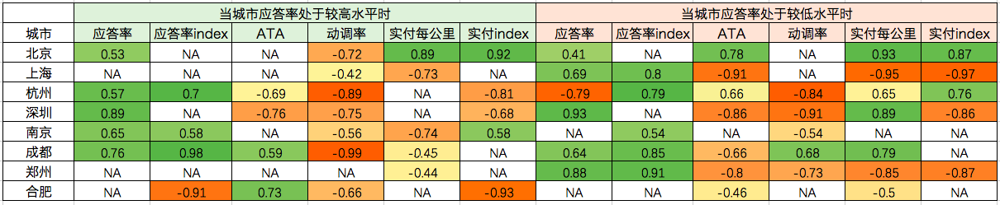 当城市应答率处于较高水平时 当城市应答率处于较低水平时
城市 应答率 应答率index ATA 动调率 实付每公里 实付index 应答率 应答率index ATA 动调率 实付每公里 实付index
北京 0.53 NA NA -0.72 0.89 0.92 0.41 NA 0.78 NA 0.93 0.87
上海 NA NA NA -0.42 -0.73 NA 0.69 0.8 -0.91 NA -0.95 -0.97
杭州 0.57 0.7 -0.69 -0.89 NA -0.81 -0.79 0.79 0.66 -0.84 0.65 0.76
深圳 0.89 NA -0.76 -0.75 NA -0.68 0.93 NA -0.86 -0.91 0.89 -0.86
南京 0.65 0.58 NA -0.56 -0.74 0.58 NA 0.54 NA -0.54 NA NA
成都 0.76 0.98 0.59 -0.99 -0.45 NA 0.64 0.85 -0.66 0.68 0.79 NA
郑州 NA NA NA NA -0.44 NA 0.88 0.91 -0.8 -0.73 -0.85 -0.87
合肥 NA -0.91 0.73 -0.66 NA -0.93 NA NA -0.46 NA -0.5 NA